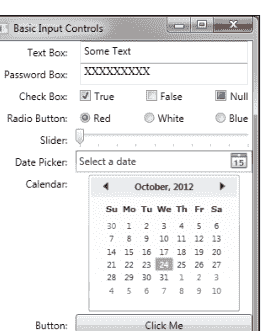 Basic Input Controls
Text Box: Some Text
Password Box: XXXXXXXXX
Check Box: True False Null
Radio Button: Red White Blue
Slider:
Date Picker: Select a date 15
Calendar: October, 2012
Su Mo Tu We Th Fr Sa
30 1 2 3 4 5 6
7 8 9 10 11 12 13
14 15 16 17 18 19 20
21 22 23 24 25 26 27
28 29 30 31 1 2 3
4 5 6 7 8 9 10
Button: Click Me